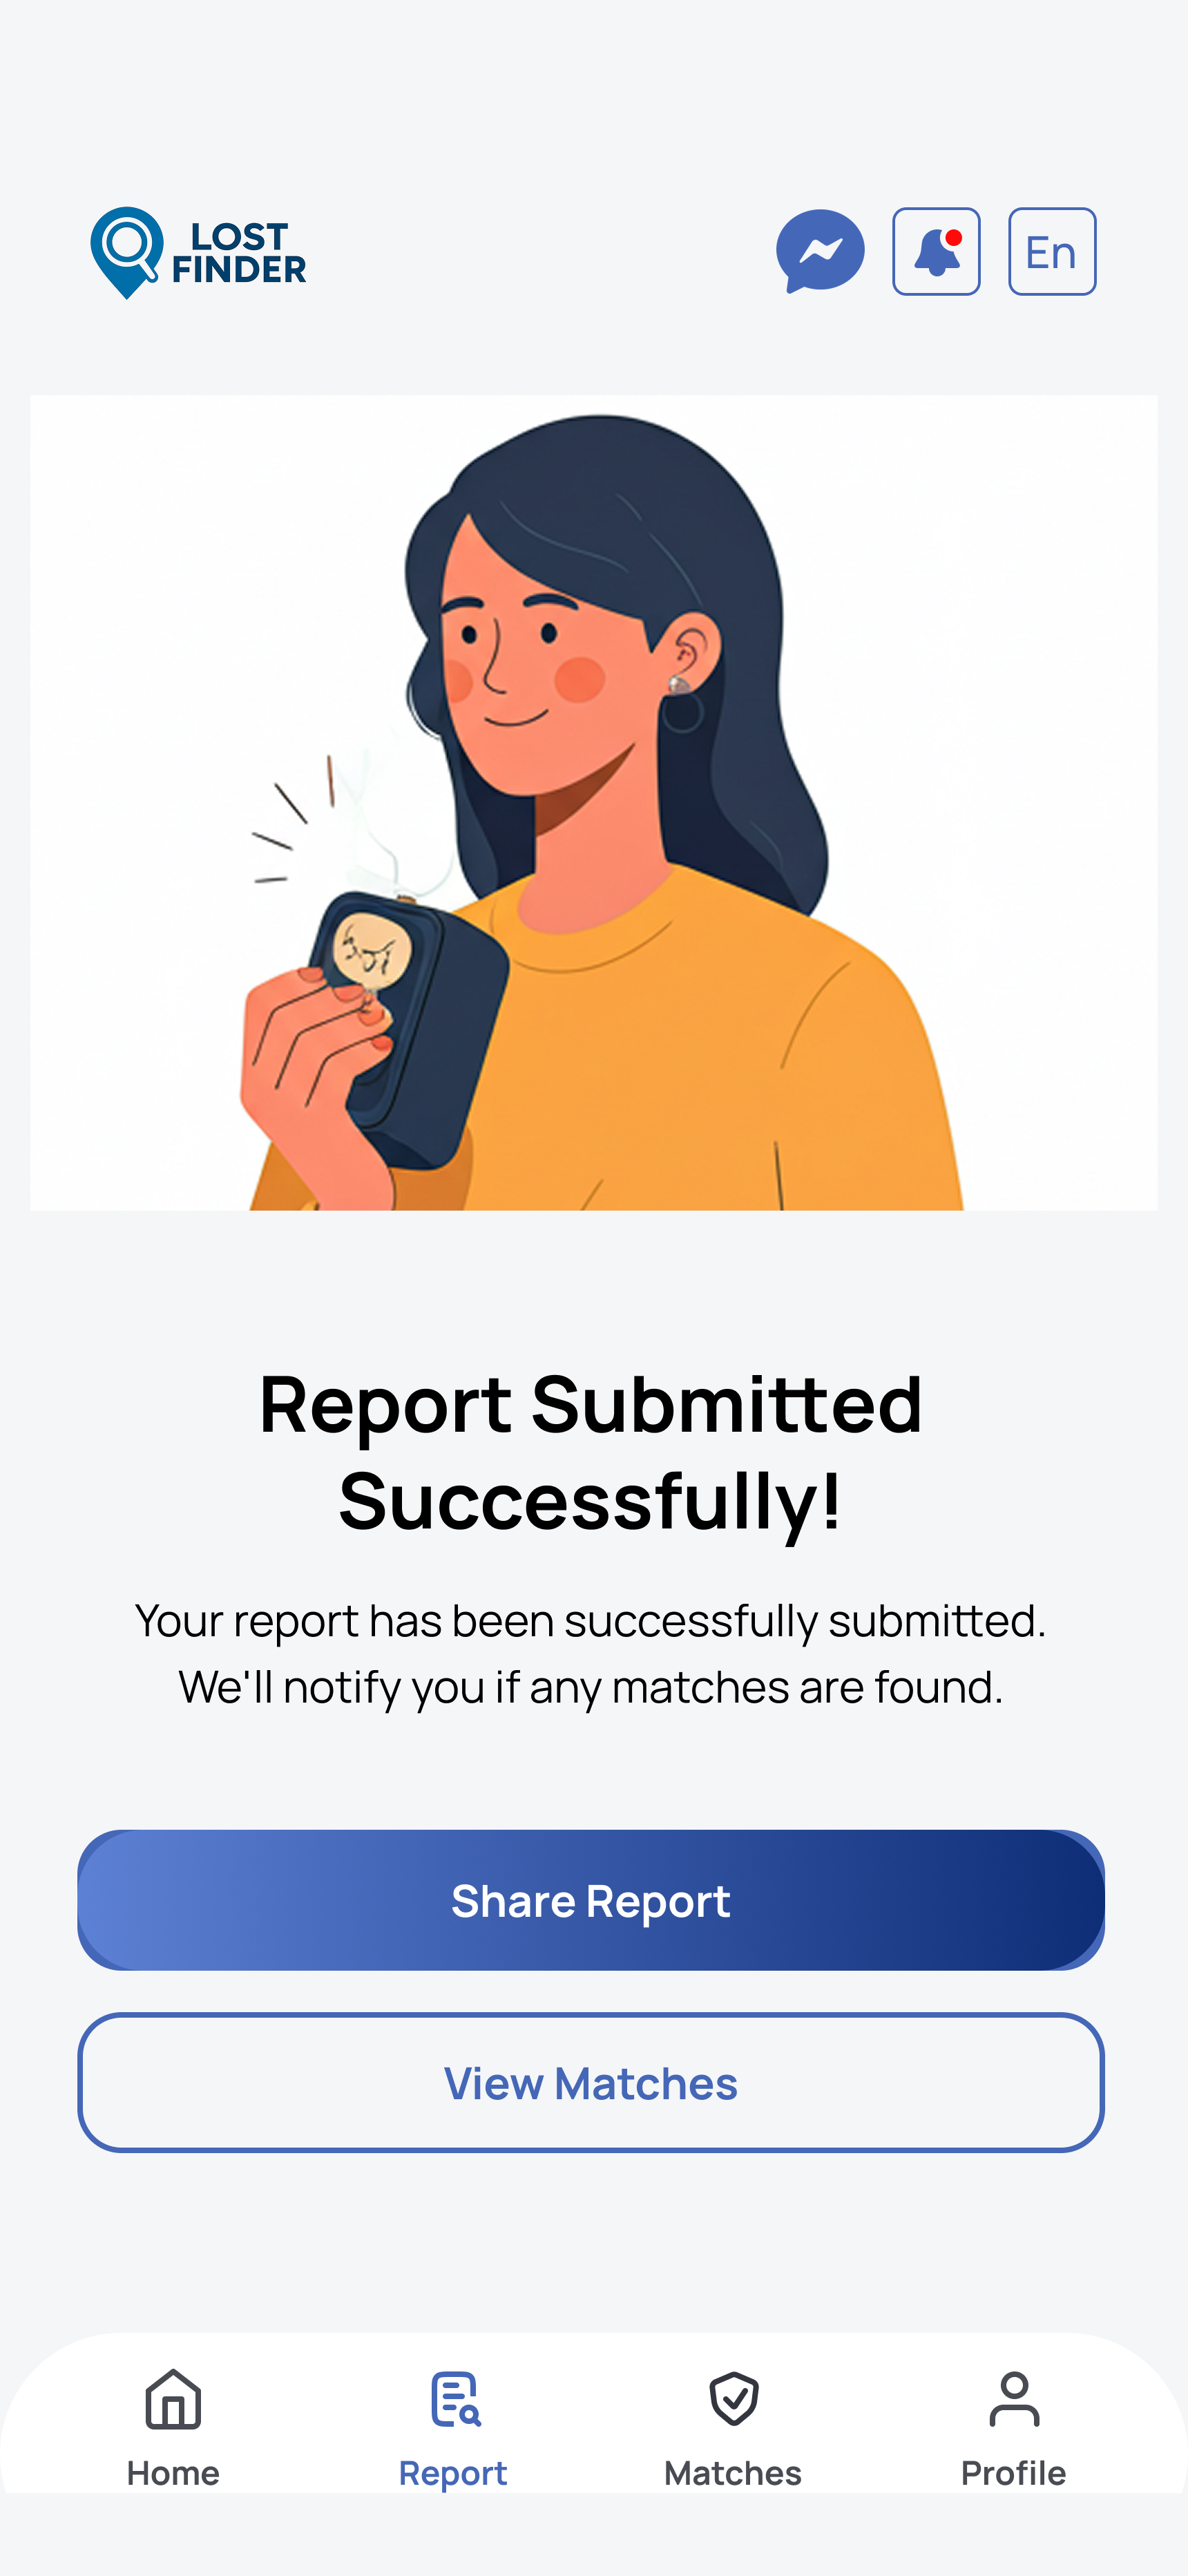 LOST
FINDER
En
Report Submitted
Successfully!
Your report has been successfully submitted.
We'll notify you if any matches are found.
Share Report
View Matches
Home
Report
Matches
Profile